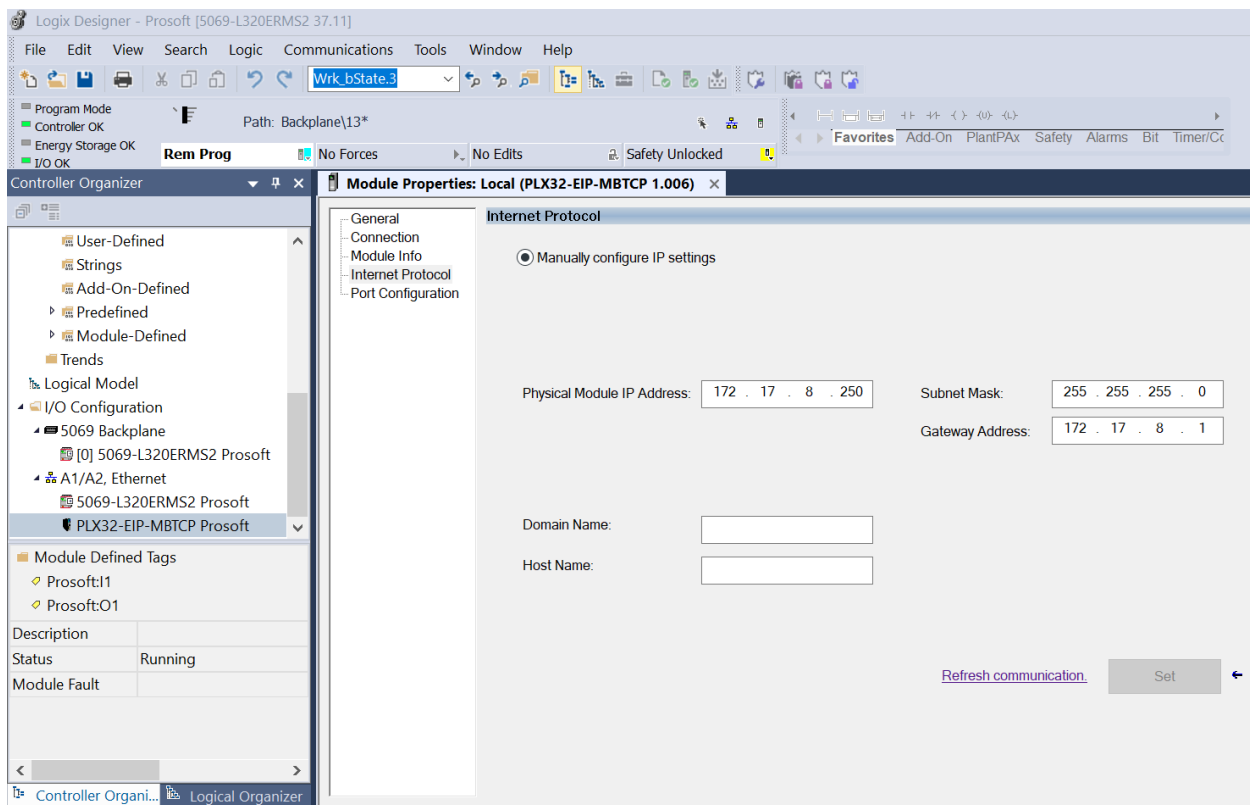 Logix Designer - Prosoft [5069-L320ERMS2 37.11]
File Edit View Search Logic Communications Tools Window Help
Wrk_bState.3
Program Mode
Controller OK
Energy Storage OK
I/O OK
Path: Backplane\13*
Rem Prog
No Forces
No Edits
Safety Unlocked
Favorites Add-On PlantPAx Safety Alarms Bit Timer/Cc
Controller Organizer
User-Defined
Strings
Add-On-Defined
Predefined
Module-Defined
Trends
Logical Model
I/O Configuration
5069 Backplane
[0] 5069-L320ERMS2 Prosoft
A1/A2, Ethernet
5069-L320ERMS2 Prosoft
PLX32-EIP-MBTCP Prosoft
Module Defined Tags
Prosoft:I1
Prosoft:O1
Description
Status Running
Module Fault
Controller Organi...
Logical Organizer
Module Properties: Local (PLX32-EIP-MBTCP 1.006)
General
Connection
Module Info
Internet Protocol
Port Configuration
Internet Protocol
Manually configure IP settings
Physical Module IP Address: 172 . 17 . 8 . 250
Subnet Mask: 255 . 255 . 255 . 0
Gateway Address: 172 . 17 . 8 . 1
Domain Name:
Host Name:
Refresh communication.
Set